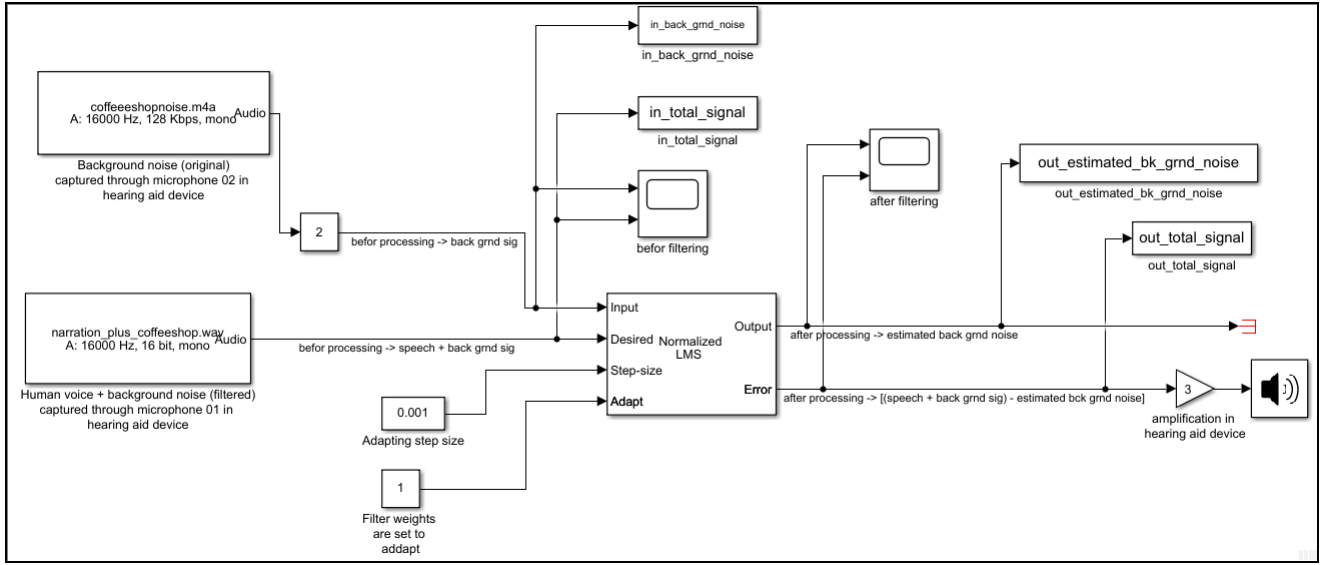 in_back_grnd_noise
in_back_grnd_noise
coffeeeshopnoise.m4a
A: 16000 Hz, 128 Kbps, mono
Audio
Background noise (original)
captured through microphone 02 in
hearing aid device
in_total_signal
in_total_signal
2
befor processing -> back grnd sig
befor filtering
after filtering
out_estimated_bk_grnd_noise
out_estimated_bk_grnd_noise
out_total_signal
out_total_signal
narration_plus_coffeeshop.wav
A: 16000 Hz, 16 bit, mono
Audio
Human voice + background noise (filtered)
captured through microphone 01 in
hearing aid device
befor processing -> speech + back grnd sig
Input
Desired
Step-size
Adapt
Normalized
LMS
Output
Error
after processing -> estimated back grnd noise
after processing -> [(speech + back grnd sig) - estimated bck grnd noise]
3
amplification in
hearing aid device
0.001
Adapting step size
1
Filter weights
are set to
addapt